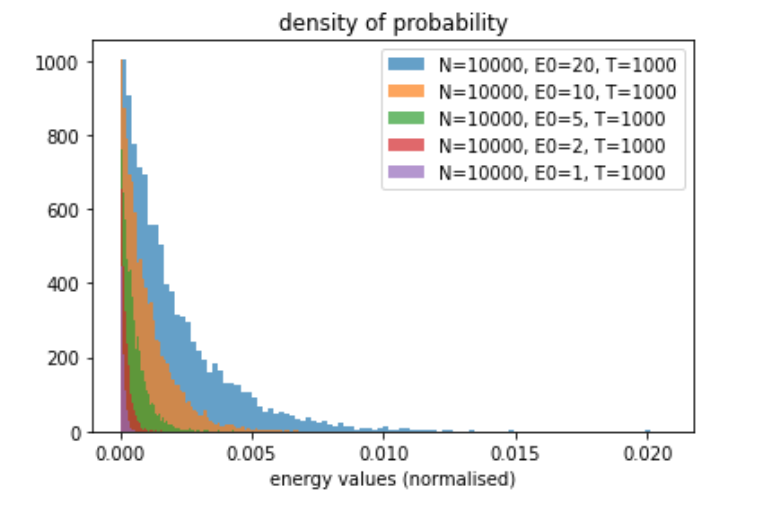 density of probability
1000
800
600
400
200
0
N=10000, E0=20, T=1000
N=10000, E0=10, T=1000
N=10000, E0=5, T=1000
N=10000, E0=2, T=1000
N=10000, E0=1, T=1000
0.000 0.005 0.010 0.015 0.020
energy values (normalised)